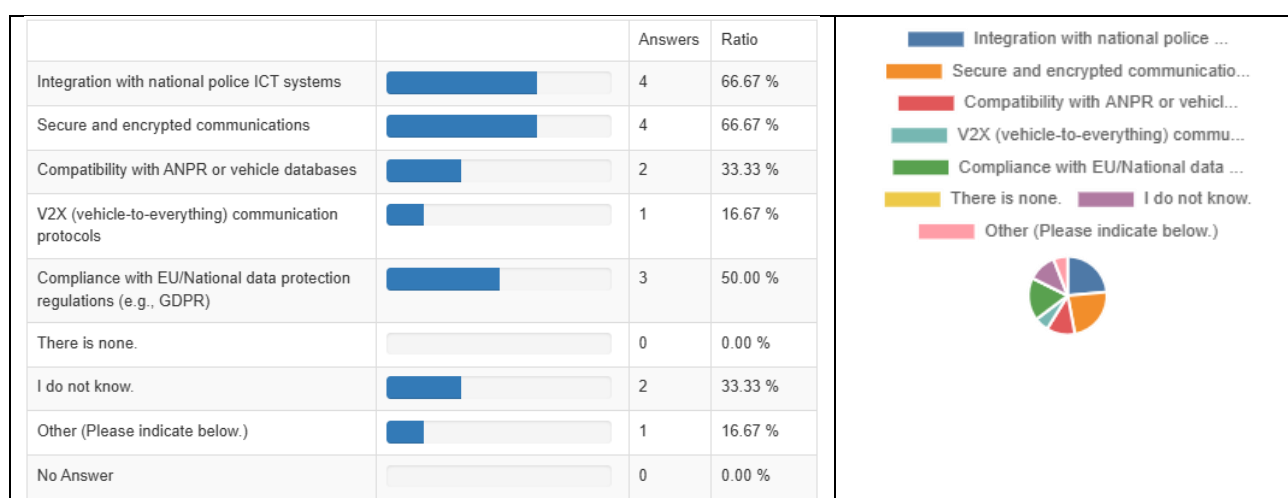 Answers Ratio
Integration with national police ICT systems 4 66.67 %
Secure and encrypted communications 4 66.67 %
Compatibility with ANPR or vehicle databases 2 33.33 %
V2X (vehicle-to-everything) communication
protocols 1 16.67 %
Compliance with EU/National data protection
regulations (e.g., GDPR) 3 50.00 %
There is none. 0 0.00 %
I do not know. 2 33.33 %
Other (Please indicate below.) 1 16.67 %
No Answer 0 0.00 %
Integration with national police ...
Secure and encrypted communicatio...
Compatibility with ANPR or vehicl...
V2X (vehicle-to-everything) commu...
Compliance with EU/National data ...
There is none. I do not know.
Other (Please indicate below.)